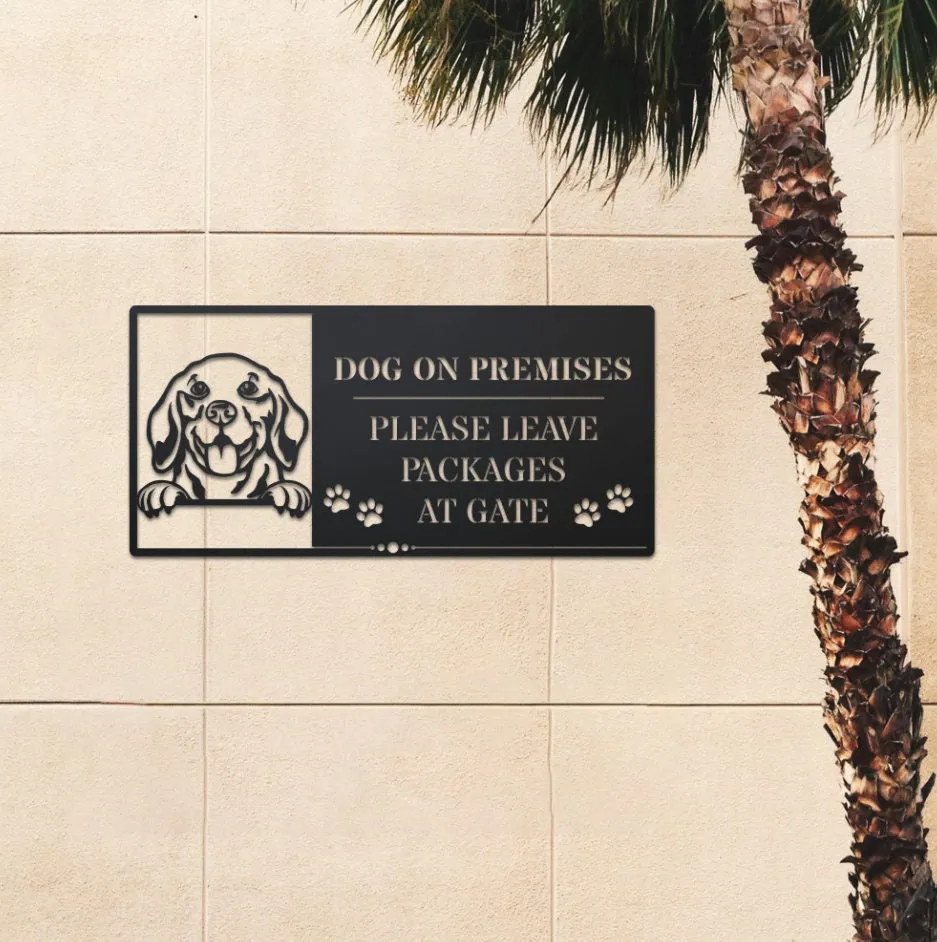 DOG ON PREMISES
PLEASE LEAVE
PACKAGES
AT GATE